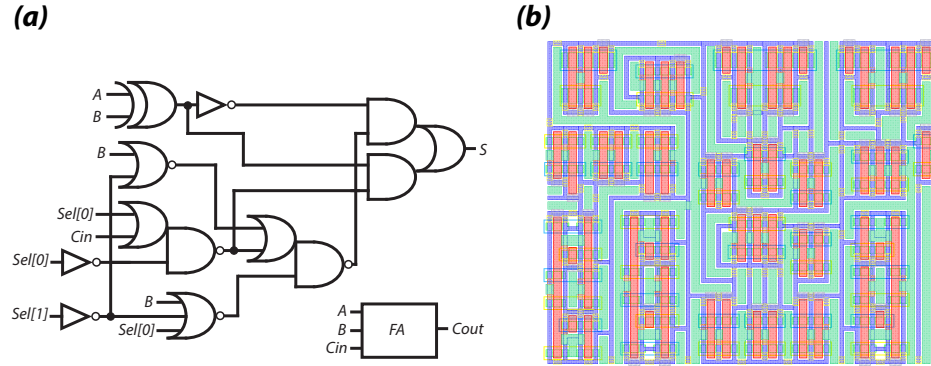 (a)
(b)
A
B
B
Sel[0]
Cin
Sel[0]
Sel[1]
B
Sel[0]
S
A
B
Cin
FA
Cout